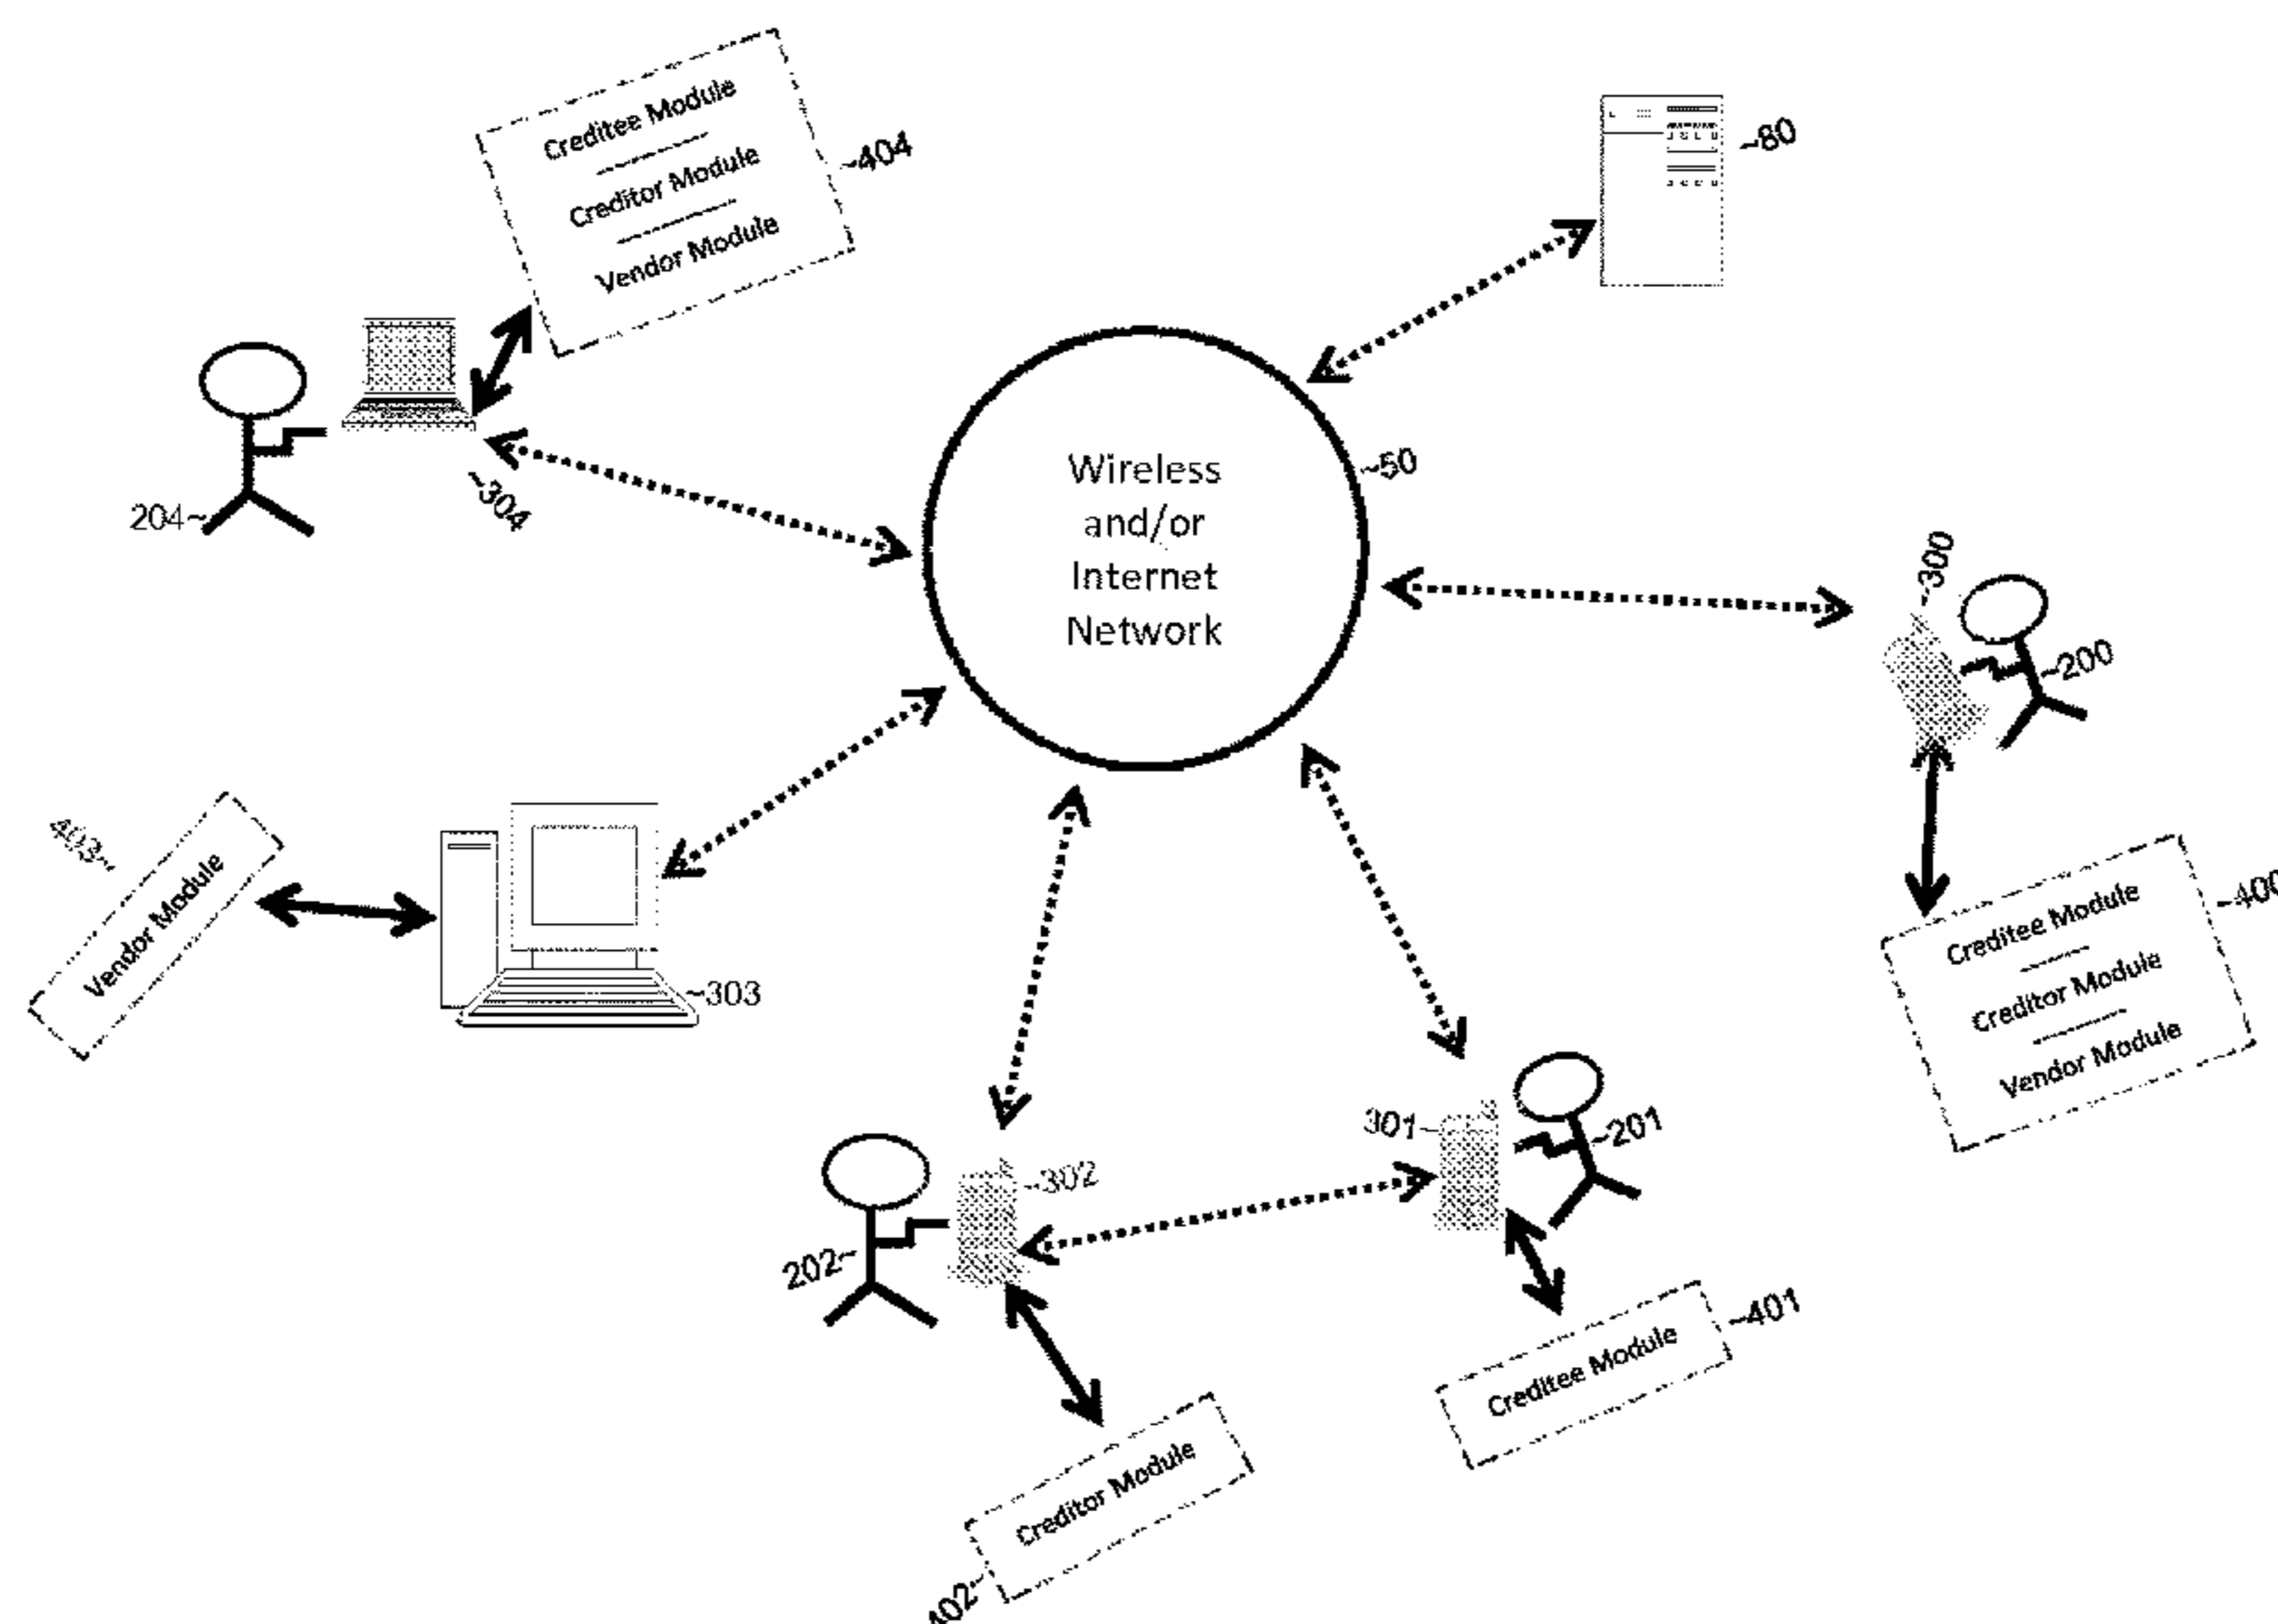 Creditee Module
Creditor Module
Vendor Module
~404
~80
204~
~304
Wireless
and/or
Internet
Network
~50
~300
~200
403~
Vendor Module
~303
Creditee Module
Creditor Module
Vendor Module
~400
202~
~302
301~
~201
Creditee Module
~401
Creditor Module
402~